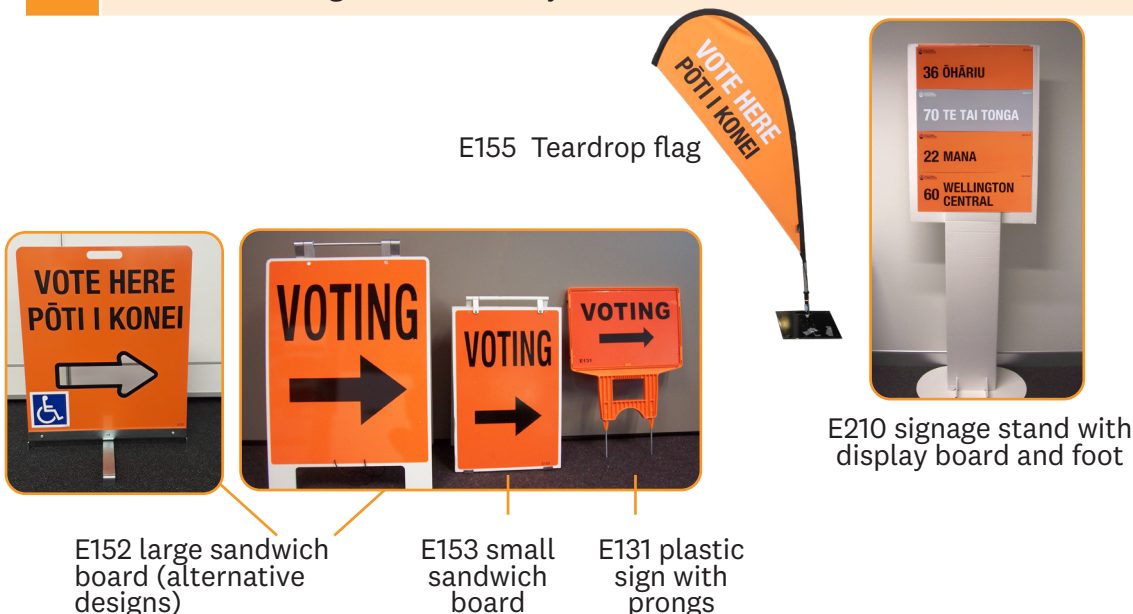 VOTE HERE
PŌTI I KONEI
E155 Teardrop flag
36 ŌHĀRIU
70 TE TAI TONGA
22 MANA
60 WELLINGTON
CENTRAL
E210 signage stand with
display board and foot
VOTE HERE
PŌTI I KONEI
VOTING
VOTING
VOTING
E131
E152 large sandwich
board (alternative
designs)
E153 small
sandwich
board
E131 plastic
sign with
prongs